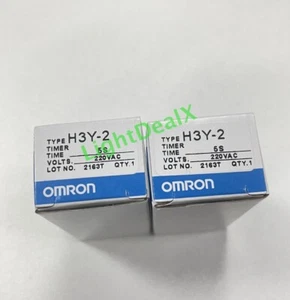 TYPE H3Y-2
TIMER
TIME 5S
VOLTS. 220VAC
LOT NO. 2163T QTY.1
OMRON
TYPE H3Y-2
TIMER
TIME 5S
VOLTS. 220VAC
LOT NO. 2163T QTY.1
OMRON
LightDealX